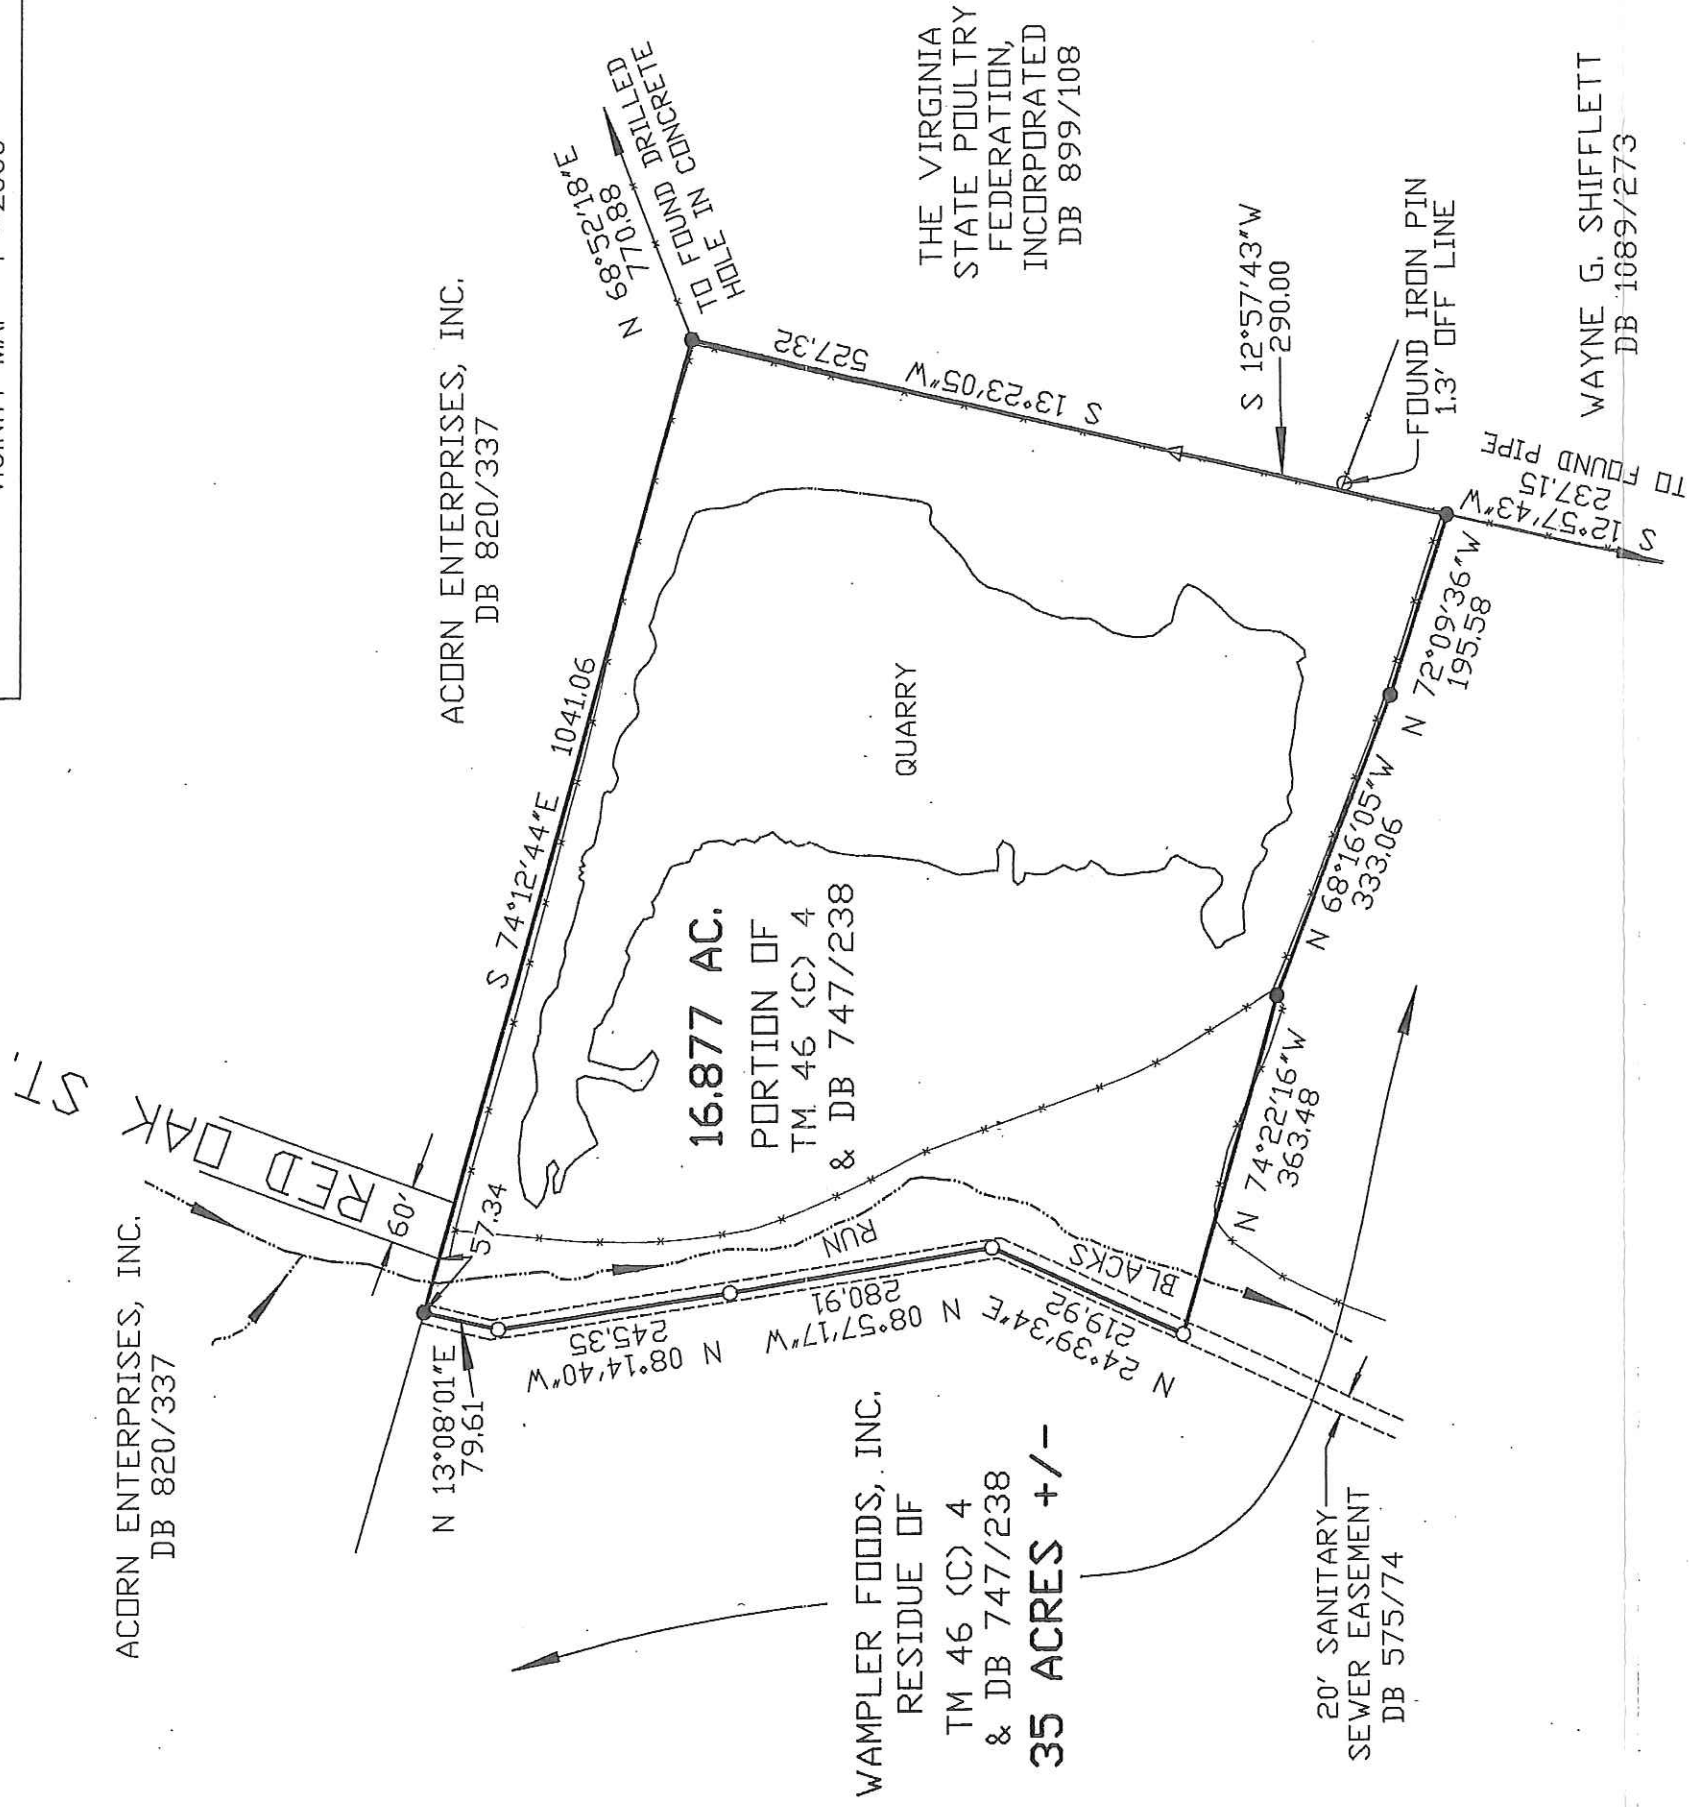 ACORN ENTERPRISES, INC.
DB 820/337
RED OAK ST.
60'
57.34
ACORN ENTERPRISES, INC.
DB 820/337
N 68°52'18"E
770.88
TO FOUND DRILLED
HOLE IN CONCRETE
S 74°12'44"E 1041.06
THE VIRGINIA
STATE POULTRY
FEDERATION,
INCORPORATED
DB 899/108
527.32
S 13°23'05"W
S 12°57'43"W
290.00
FOUND IRON PIN
1.3' OFF LINE
WAYNE G. SHIFFLETT
DB 1089/273
S 12°57'43"W
237.15
TO FOUND PIPE
N 72°09'36"W
195.58
N 68°16'05"W
333.06
N 74°22'16"W
363.48
QUARRY
16.877 AC.
PORTION OF
TM 46 (C) 4
& DB 747/238
BLACKS RUN
N 13°08'01"E
79.61
N 08°14'40"W
245.35
N 08°57'17"W
280.91
N 24°39'34"E
219.92
WAMPLER FOODS, INC.
RESIDUE OF
TM 46 (C) 4
& DB 747/238
35 ACRES +/-
20' SANITARY
SEWER EASEMENT
DB 575/74